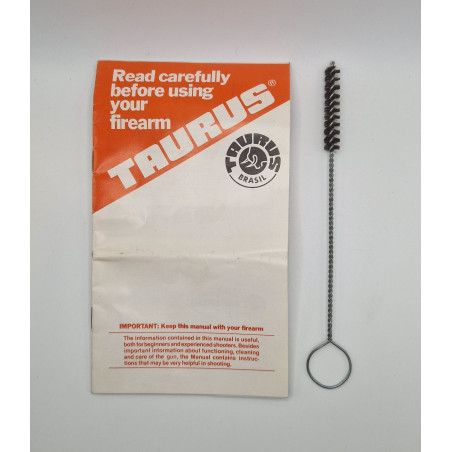 Read carefully
before using
your
firearm
TAURUS®
TAURUS
BRASIL
IMPORTANT: Keep this manual with your firearm
The information contained in this manual is useful,
both for beginners and experienced shooters. Besides
important information about functioning, cleaning
and care of the gun, the Manual contains instruc-
tions that may be very helpful in shooting.